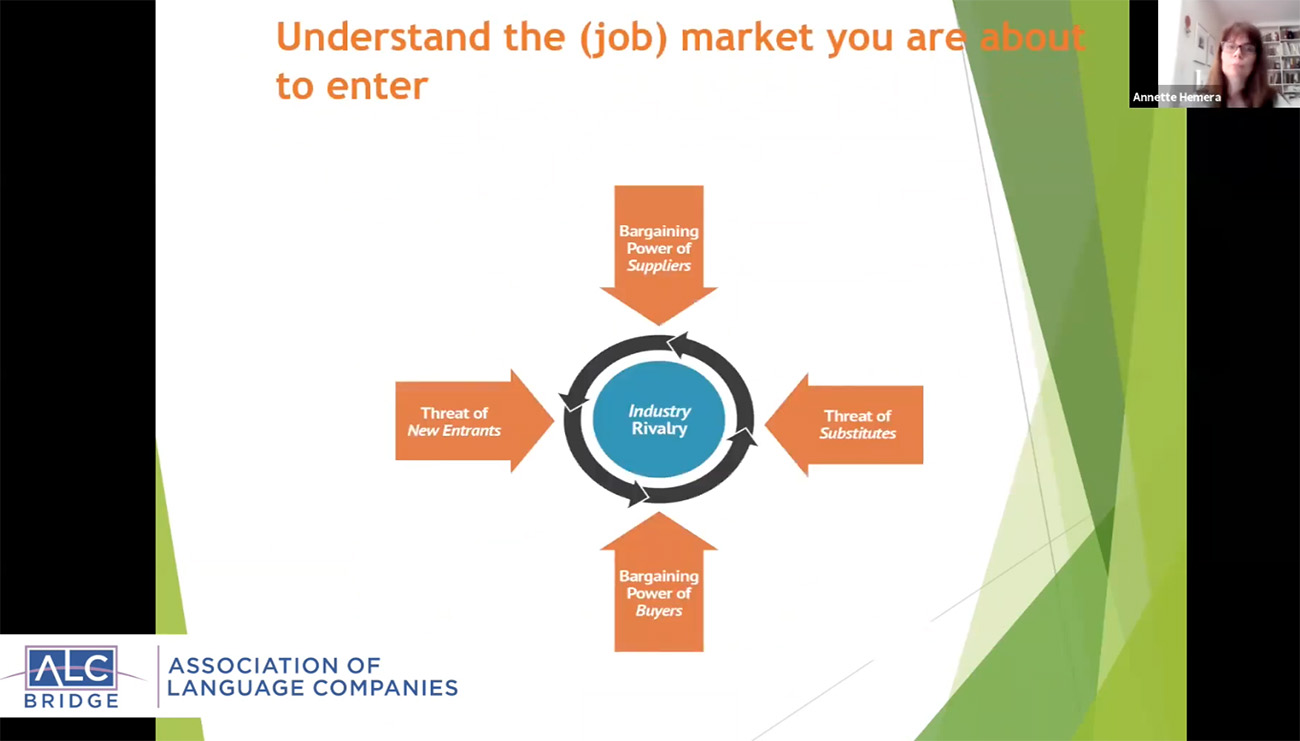 Understand the (job) market you are about
to enter
Annette Hemera
Bargaining
Power of
Suppliers
Threat of
New Entrants
Industry
Rivalry
Threat of
Substitutes
Bargaining
Power of
Buyers
ALC
BRIDGE
ASSOCIATION OF
LANGUAGE COMPANIES